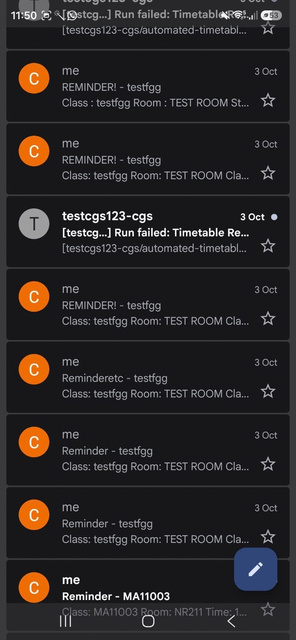 testcgs123-cgs
11:50
53
[testcg...] Run failed: Timetable Re...
[testcgs123-cgs/automated-timetabl...
C
me
3 Oct
REMINDER! - testfgg
Class : testfgg Room : TEST ROOM St...
C
me
3 Oct
REMINDER! - testfgg
Class: testfgg Room: TEST ROOM Cla...
T
testcgs123-cgs
3 Oct
[testcg...] Run failed: Timetable Re...
[testcgs123-cgs/automated-timetabl...
C
me
3 Oct
REMINDER! - testfgg
Class: testfgg Room: TEST ROOM Cla...
C
me
3 Oct
Reminderetc - testfgg
Class: testfgg Room: TEST ROOM Cla...
C
me
3 Oct
Reminder - testfgg
Class: testfgg Room: TEST ROOM Cla...
C
me
3 Oct
Reminder - testfgg
Class: testfgg Room: TEST ROOM Cla...
C
me
Reminder - MA11003
Class: MA11003 Room: NR211 Time: 1...